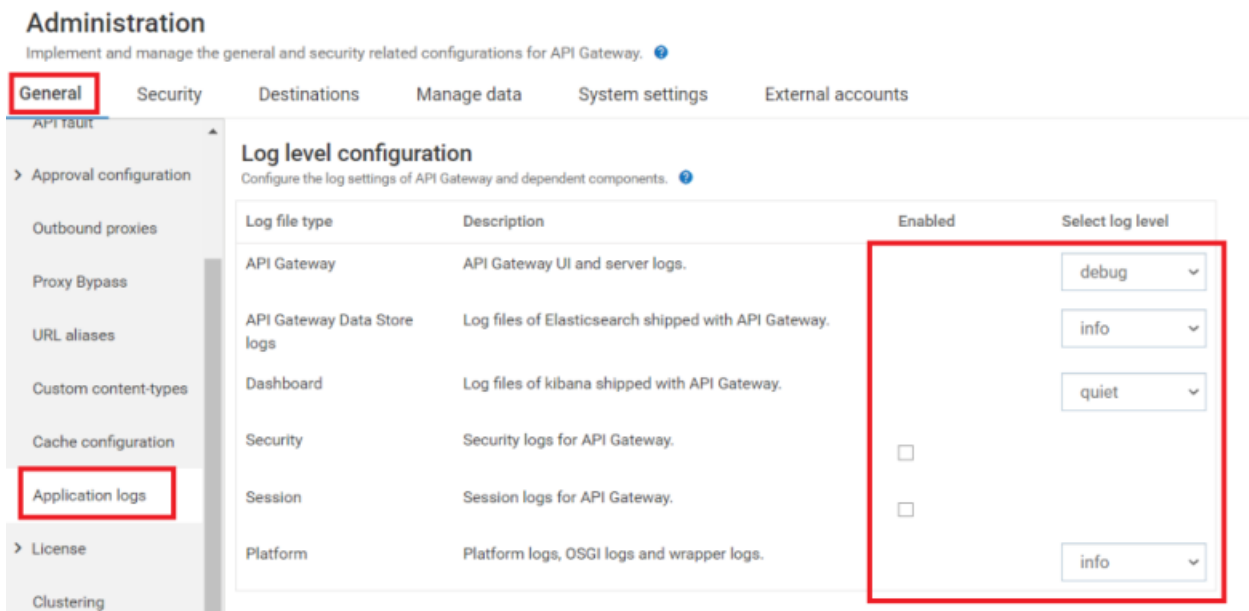 Administration
Implement and manage the general and security related configurations for API Gateway. ?
General Security Destinations Manage data System settings External accounts
API fault
Approval configuration
Outbound proxies
Proxy Bypass
URL aliases
Custom content-types
Cache configuration
Application logs
License
Clustering
Log level configuration
Configure the log settings of API Gateway and dependent components. ?
Log file type Description Enabled Select log level
API Gateway API Gateway UI and server logs. debug
API Gateway Data Store Log files of Elasticsearch shipped with API Gateway. info
logs
Dashboard Log files of kibana shipped with API Gateway. quiet
Security Security logs for API Gateway.
Session Session logs for API Gateway.
Platform Platform logs, OSGI logs and wrapper logs. info